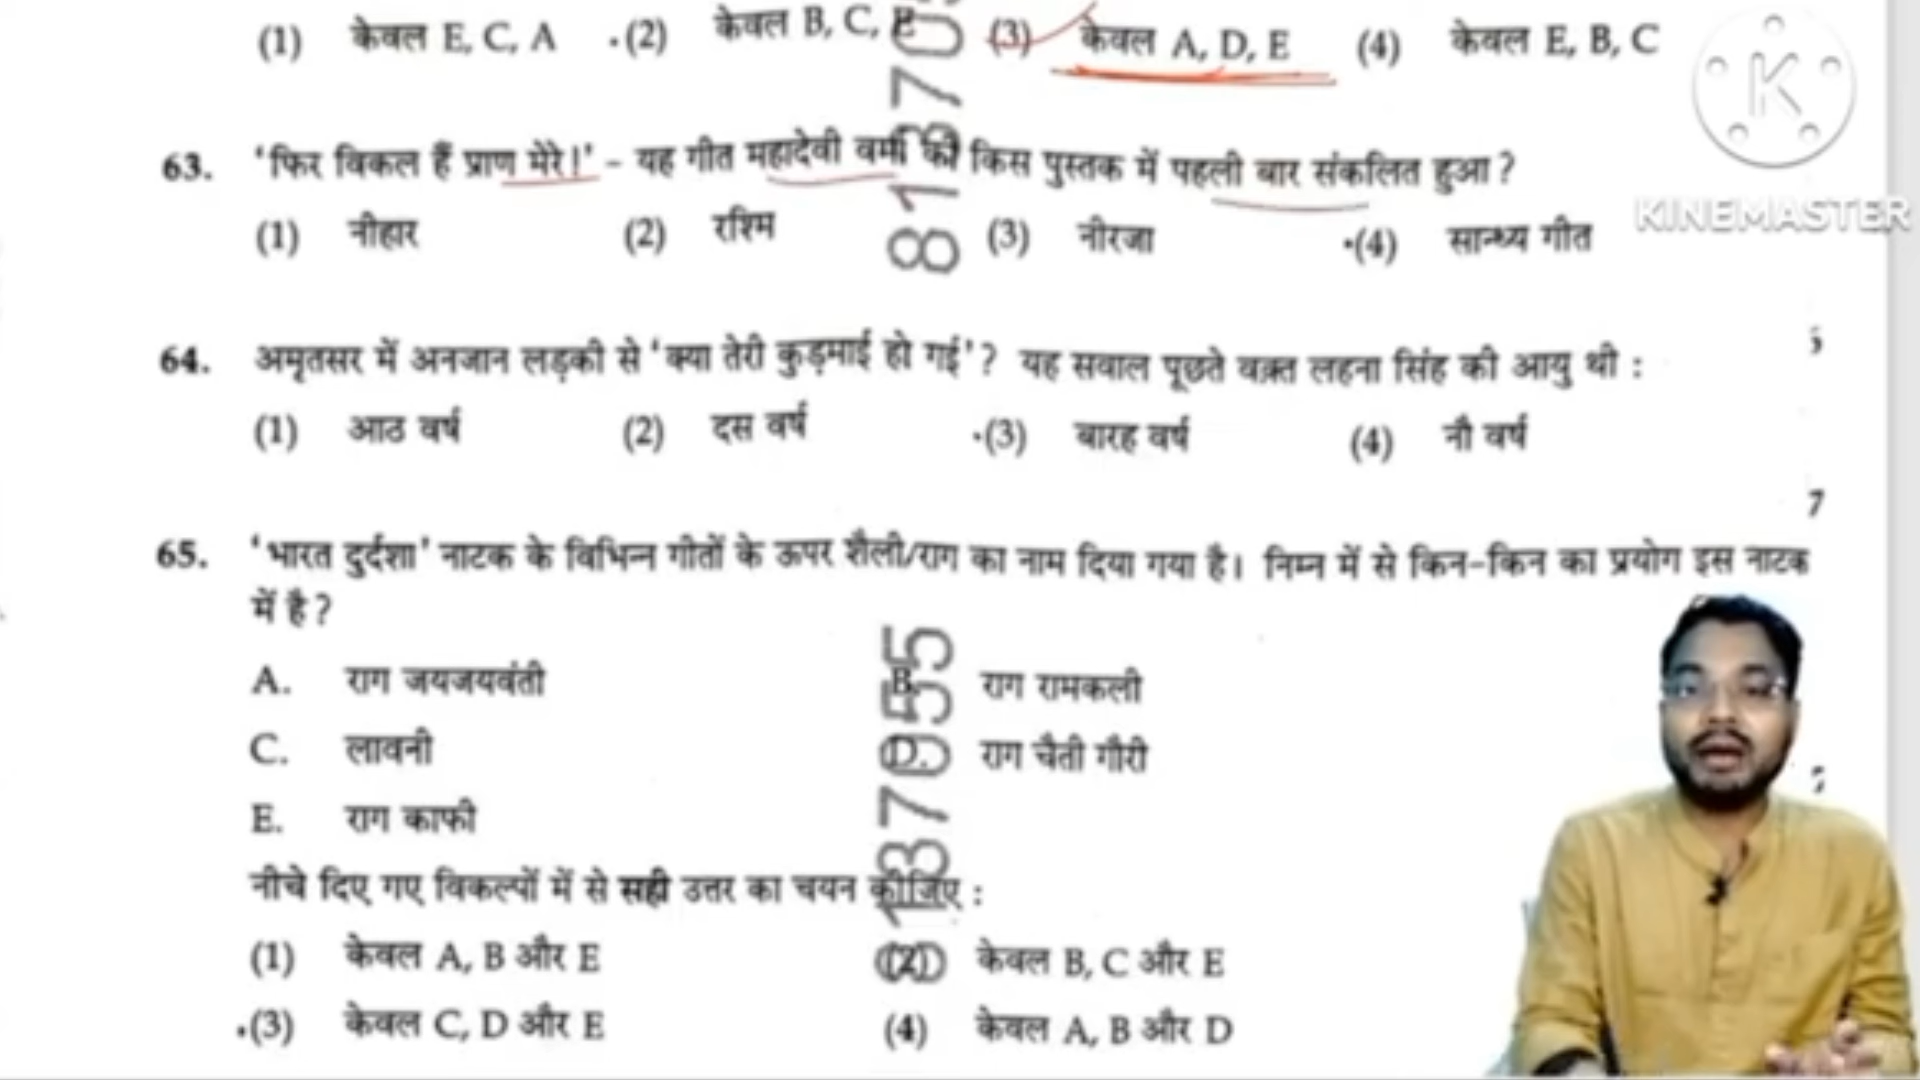 (1) केवल E, C, A (2) केवल B, C, E (3) केवल A, D, E (4) केवल E, B, C
K
KINEMASTER
813703
63. 'फिर विकल हैं प्राण मेरे।' - यह गीत महादेवी वर्मा की किस पुस्तक में पहली बार संकलित हुआ?
(1) नीहार (2) रश्मि (3) नीरजा (4) सान्ध्य गीत
64. अमृतसर में अनजान लड़की से 'क्या तेरी कुड़माई हो गई'? यह सवाल पूछते वक़्त लहना सिंह की आयु थी :
(1) आठ वर्ष (2) दस वर्ष (3) बारह वर्ष (4) नौ वर्ष
7
65. 'भारत दुर्दशा' नाटक के विभिन्न गीतों के ऊपर शैली/राग का नाम दिया गया है। निम्न में से किन-किन का प्रयोग इस नाटक
में है?
A. राग जयजयवंती B. राग रामकली
C. लावनी D. राग चैती गौरी
E. राग काफी
8137055
नीचे दिए गए विकल्पों में से सही उत्तर का चयन कीजिए :
(1) केवल A, B और E (2) केवल B, C और E
(3) केवल C, D और E (4) केवल A, B और D